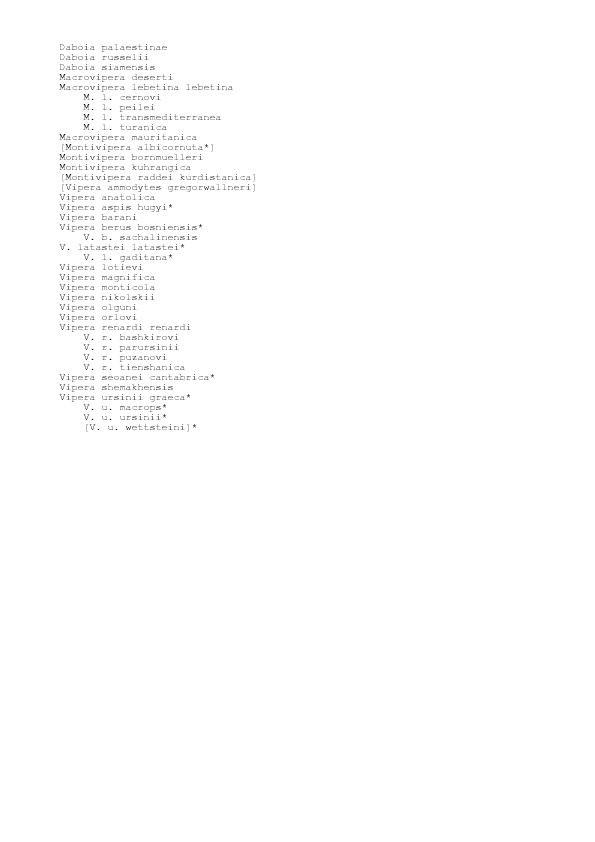 Daboia palaestinae
Daboia russelii
Daboia siamensis
Macrovipera deserti
Macrovipera lebetina lebetina
    M. l. cernovi
    M. l. peilei
    M. l. transmediterranea
    M. l. turanica
Macrovipera mauritanica
[Montivipera albicornuta*]
Montivipera bornmuelleri
Montivipera kuhrangica
[Montivipera raddei kurdistanica]
[Vipera ammodytes gregorwallneri]
Vipera anatolica
Vipera aspis hugyi*
Vipera barani
Vipera berus bosniensis*
    V. b. sachalinensis
V. latastei latastei*
    V. l. gaditana*
Vipera lotievi
Vipera magnifica
Vipera monticola
Vipera nikolskii
Vipera olguni
Vipera orlovi
Vipera renardi renardi
    V. r. bashkirovi
    V. r. parursinii
    V. r. puzanovi
    V. r. tienshanica
Vipera seoanei cantabrica*
Vipera shemakhensis
Vipera ursinii graeca*
    V. u. macrops*
    V. u. ursinii*
    [V. u. wettsteini]*